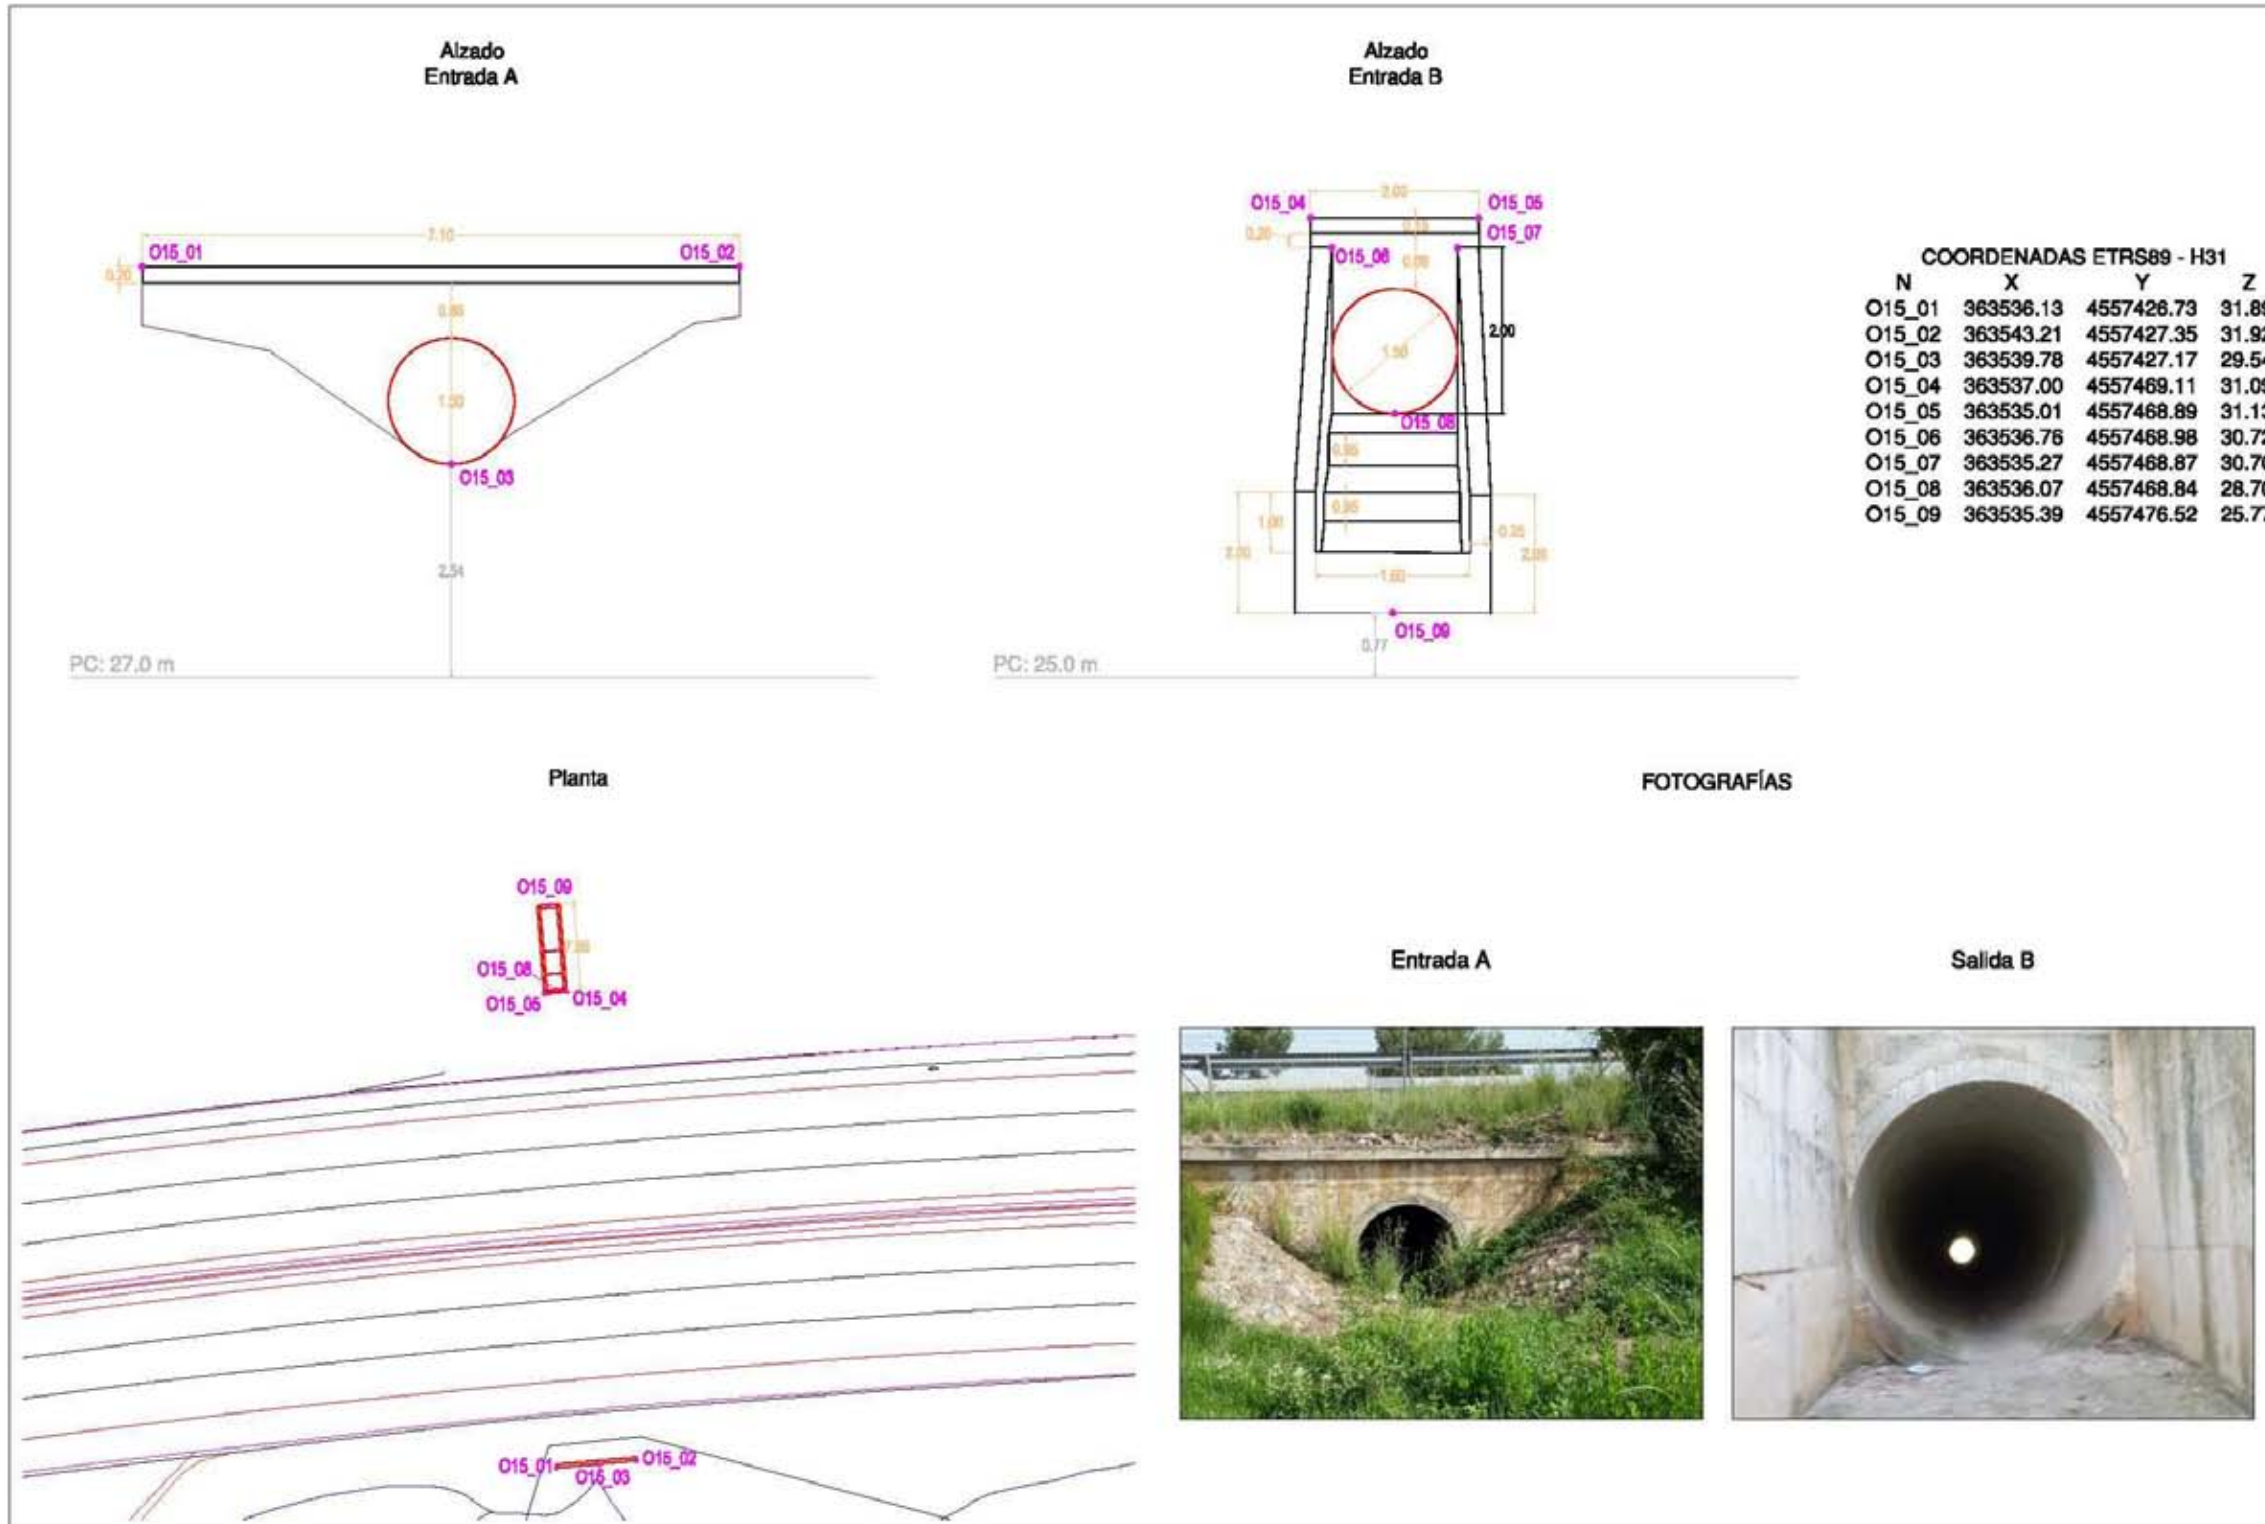 Alzado
Entrada A
7.10
O15_01
O15_02
0.20
1.50
O15_03
2.54
PC: 27.0 m
Alzado
Entrada B
2.00
O15_04
O15_05
0.20
O15_07
O15_06
2.00
1.50
O15_08
1.00
0.25
2.00
1.60
O15_09
0.77
PC: 25.0 m
COORDENADAS ETRS89 - H31
N X Y Z
O15_01 363536.13 4557426.73
O15_02 363543.21 4557427.35
O15_03 363539.78 4557427.17
O15_04 363537.00 4557469.11
O15_05 363535.01 4557468.89
O15_06 363536.76 4557468.98
O15_07 363535.27 4557468.87
O15_08 363536.07 4557468.84
O15_09 363535.39 4557476.52
Planta
O15_09
O15_08
O15_05
O15_04
O15_01
O15_02
O15_03
FOTOGRAFÍAS
Entrada A
Salida B